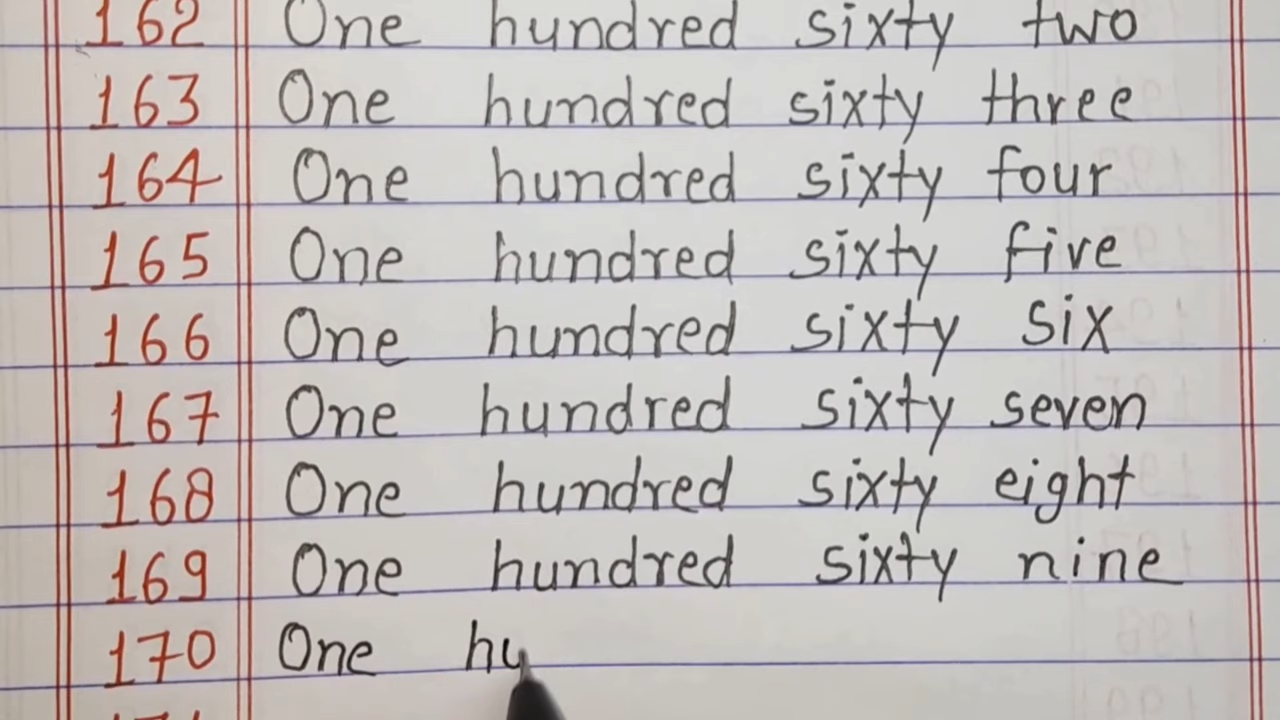 162 One hundred sixty two
163 One hundred sixty three
164 One hundred sixty four
165 One hundred sixty five
166 One hundred sixty six
167 One hundred sixty seven
168 One hundred sixty eight
169 One hundred sixty nine
170 One hu